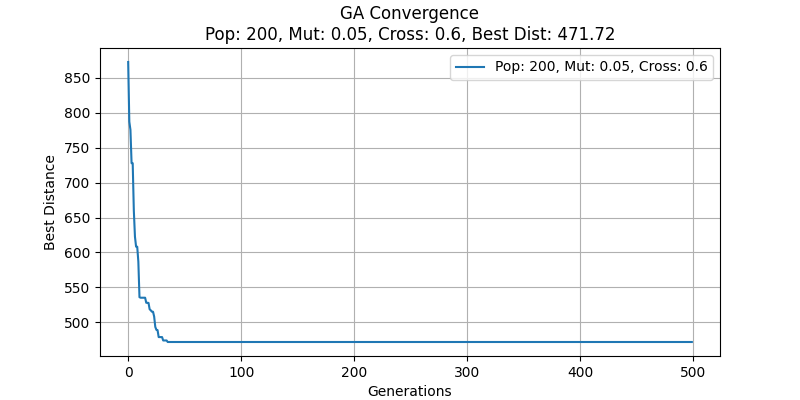 GA Convergence
Pop: 200, Mut: 0.05, Cross: 0.6, Best Dist: 471.72
Pop: 200, Mut: 0.05, Cross: 0.6
850
800
750
700
650
600
550
500
Best Distance
0 100 200 300 400 500
Generations